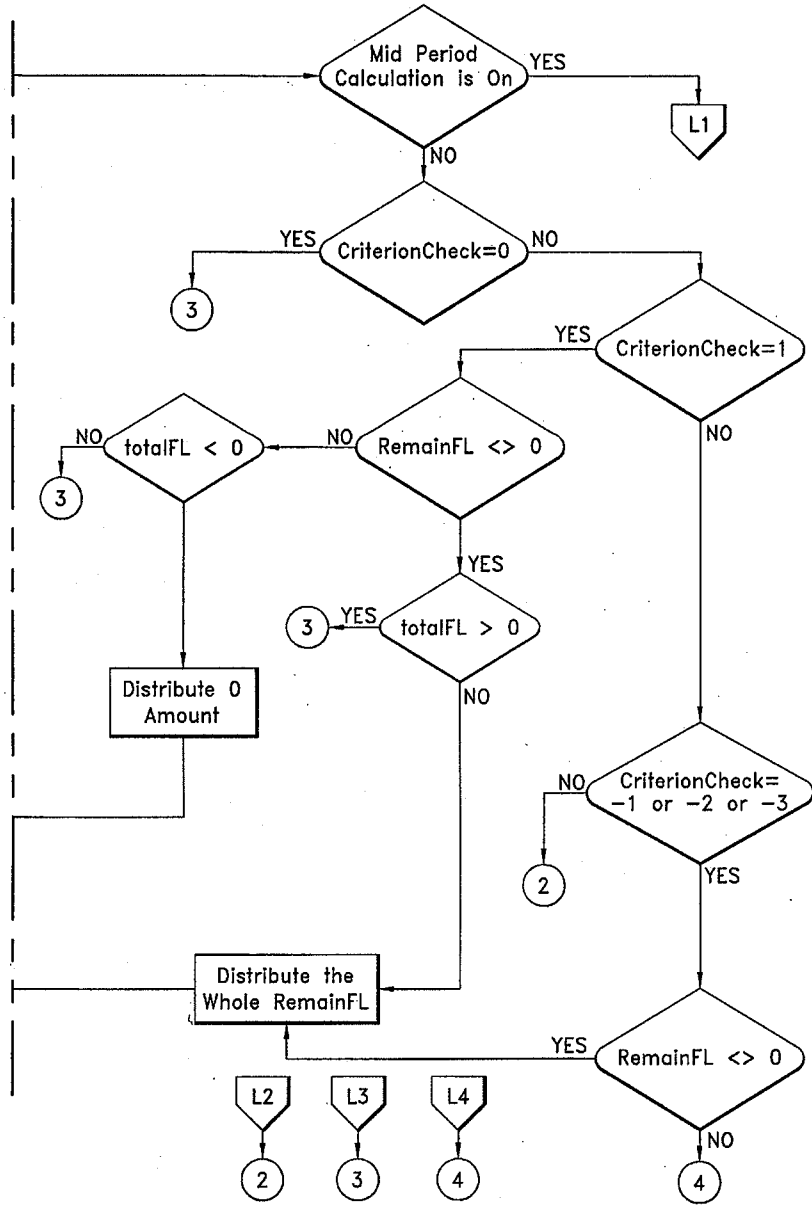 Mid Period
Calculation is On
YES
L1
NO
YES
CriterionCheck=0
NO
3
YES
CriterionCheck=1
NO
totalFL < 0
NO
RemainFL <> 0
NO
3
YES
3
YES
totalFL > 0
NO
Distribute 0
Amount
NO
CriterionCheck=
-1 or -2 or -3
2
YES
Distribute the
Whole RemainFL
YES
RemainFL <> 0
L2
L3
L4
NO
2
3
4
4